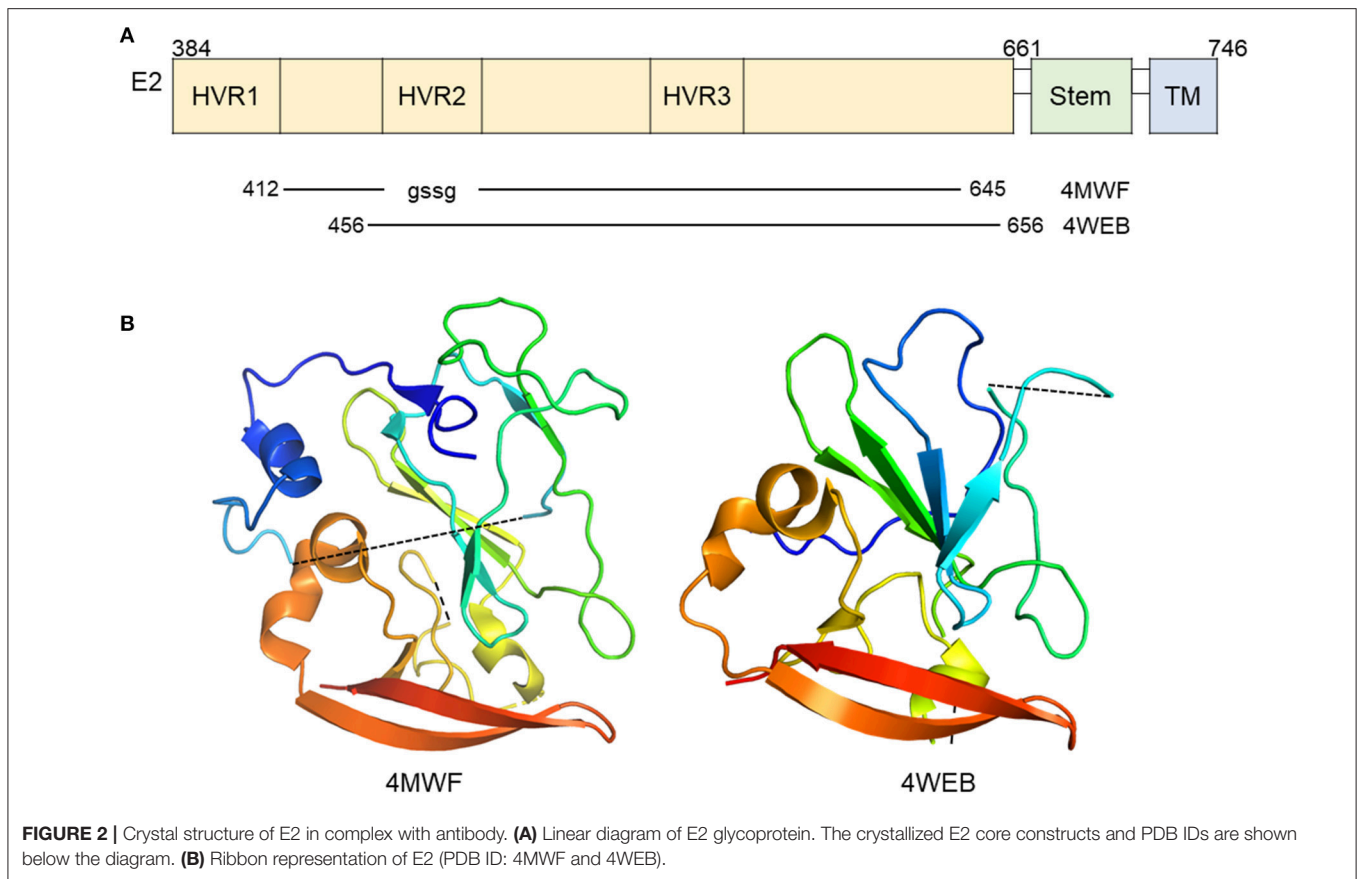 A
384 661 746
E2 HVR1 HVR2 HVR3 Stem TM
412 gssg 645 4MWF
456 656 4WEB
B
4MWF 4WEB
FIGURE 2 | Crystal structure of E2 in complex with antibody. (A) Linear diagram of E2 glycoprotein. The crystallized E2 core constructs and PDB IDs are shown
below the diagram. (B) Ribbon representation of E2 (PDB ID: 4MWF and 4WEB).